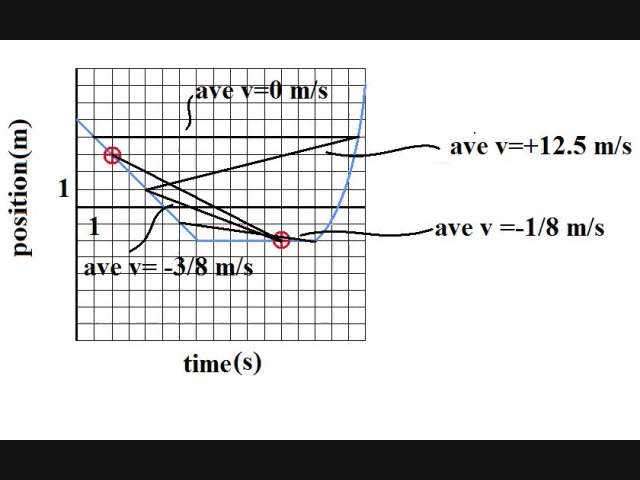 ave v=0 m/s
ave v=+12.5 m/s
position(m)
1
1
ave v =-1/8 m/s
ave v= -3/8 m/s
time(s)